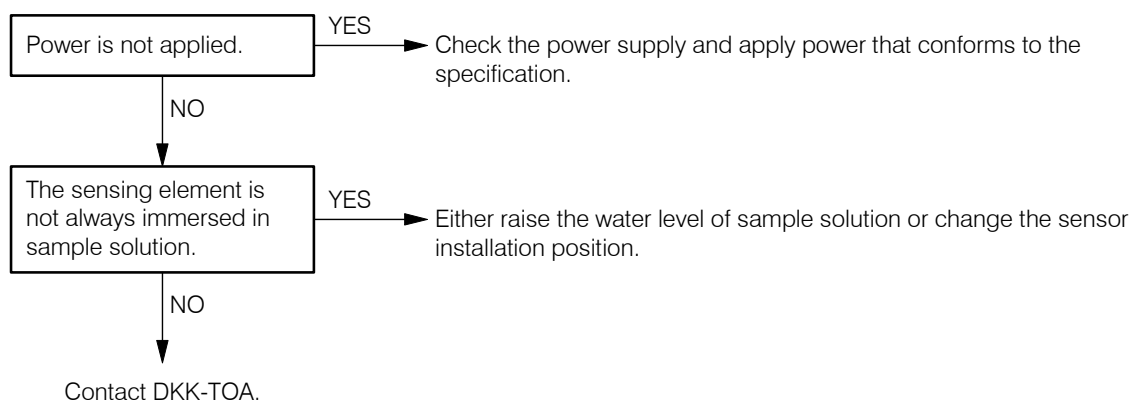 Power is not applied.
YES
Check the power supply and apply power that conforms to the
specification.
NO
The sensing element is
not always immersed in
sample solution.
YES
Either raise the water level of sample solution or change the sensor
installation position.
NO
Contact DKK-TOA.